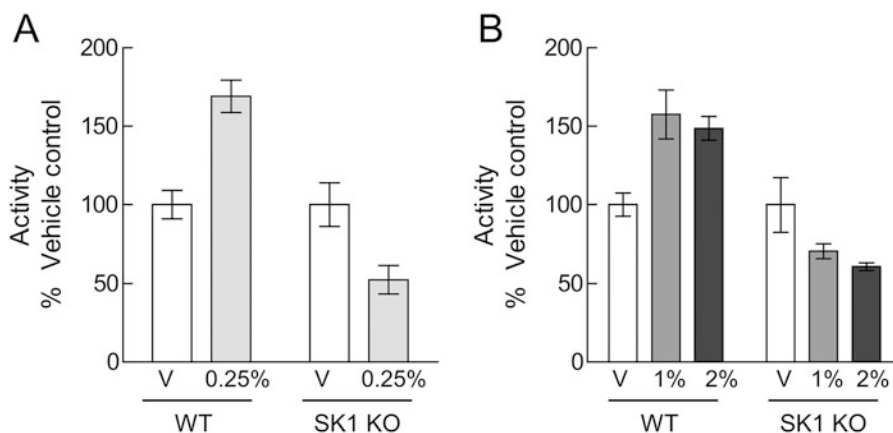 A
Activity
% Vehicle control
200
150
100
50
0
V 0.25% V 0.25%
WT SK1 KO
B
Activity
% Vehicle control
200
150
100
50
0
V 1% 2% V 1% 2%
WT SK1 KO